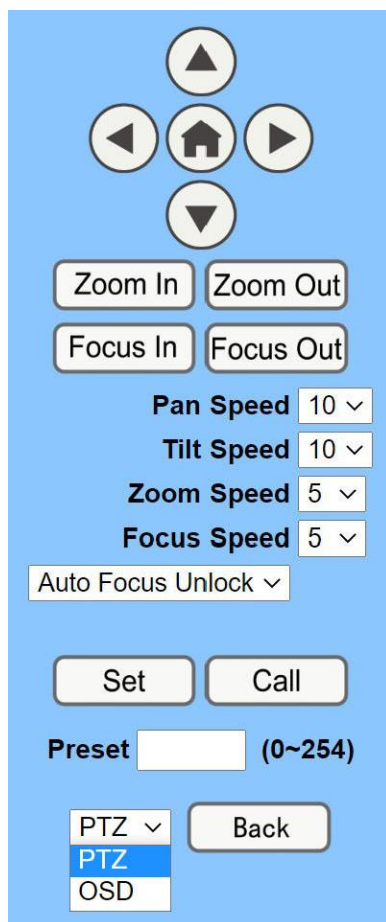 Zoom In Zoom Out
Focus In Focus Out
Pan Speed 10
Tilt Speed 10
Zoom Speed 5
Focus Speed 5
Auto Focus Unlock
Set Call
Preset (0~254)
PTZ Back
PTZ
OSD